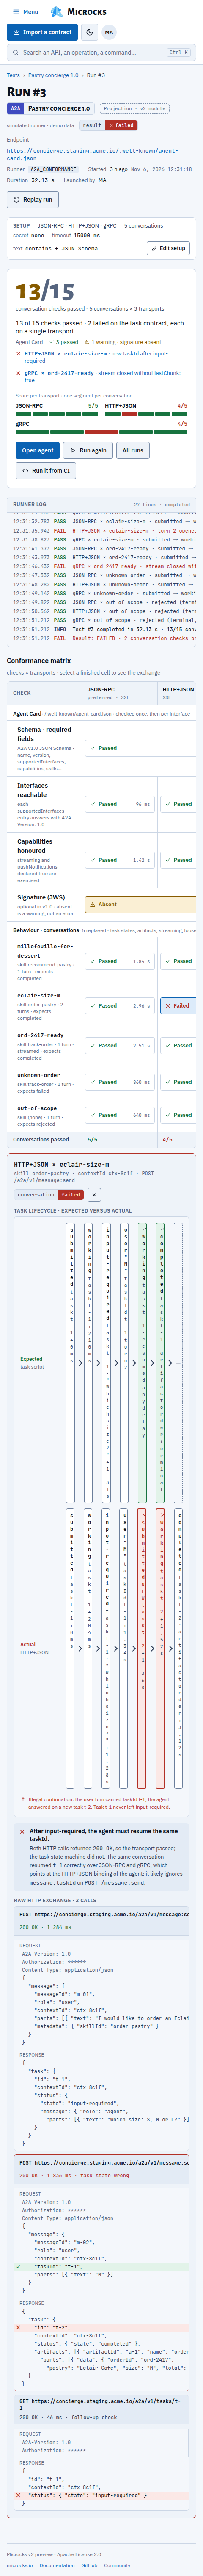 Menu
Microcks
Import a contract
MA
Search an API, an operation, a command...
Ctrl K
Tests › Pastry concierge 1.0 › Run #3
Run #3
A2A Pastry concierge 1.0
Projection · v2 module
simulated runner · demo data
result × Failed
Endpoint
https://concierge.staging.acme.io/.well-known/agent-card.json
Runner A2A_CONFORMANCE Started 3 h ago Nov 6, 2026 12:31:18
Duration 32.13 s Launched by MA
Replay run
SETUP JSON-RPC · HTTP+JSON · gRPC 5 conversations
secret none timeout 15000 ms
text contains + JSON Schema
Edit setup
13/15
conversation checks passed · 5 conversations × 3 transports
13 of 15 checks passed · 2 failed on the task contract, each on a single transport
Agent Card ✓ 3 passed ⚠ 1 warning · signature absent
× HTTP+JSON × eclair-size-m · new taskId after input-required
× gRPC × ord-2417-ready · stream closed without lastChunk: true
Score per transport · one segment per conversation
JSON-RPC 5/5 HTTP+JSON 4/5
gRPC 4/5
Open agent
Run again
All runs
Run it from CI
RUNNER LOG
27 lines · completed
12:31:32.703 PASS JSON-RPC × eclair-size-m · submitted → w
12:31:35.943 FAIL HTTP+JSON × eclair-size-m · turn 2 opene
12:31:38.823 PASS gRPC × eclair-size-m · submitted → worki
12:31:41.333 PASS JSON-RPC × ord-2417-ready · submitted →
12:31:43.973 PASS HTTP+JSON × ord-2417-ready · submitted →
12:31:46.432 FAIL gRPC × ord-2417-ready · stream closed wi
12:31:47.332 PASS JSON-RPC × unknown-order · submitted → w
12:31:48.282 PASS HTTP+JSON × unknown-order · submitted →
12:31:49.142 PASS gRPC × unknown-order · submitted → worki
12:31:49.822 PASS JSON-RPC × out-of-scope · rejected (term
12:31:50.562 PASS HTTP+JSON × out-of-scope · rejected (ter
12:31:51.212 PASS gRPC × out-of-scope · rejected (terminal
12:31:51.212 INFO Test #3 completed in 32.13 s · 13/15 con
12:31:51.212 FAIL Result: FAILED · 2 conversation checks b
Conformance matrix
checks × transports · select a finished cell to see the exchange
CHECK
JSON-RPC
preferred · SSE
HTTP+JSON
SSE
Agent Card /.well-known/agent-card.json · checked once, then per interface
Schema · required fields
A2A v1.0 JSON Schema · name, version, supportedInterfaces, capabilities, skills...
✓ Passed
Interfaces reachable
each supportedInterfaces entry answers with A2A-Version: 1.0
✓ Passed 96 ms
✓ Passed
Capabilities honoured
streaming and pushNotifications declared true are exercised
✓ Passed 1.42 s
✓ Passed
Signature (JWS)
optional in v1.0 · absent is a warning, not an error
⚠ Absent
millefeuille-for-dessert
skill recommend-pastry · 1 turn · expects completed
✓ Passed 1.84 s
✓ Passed
eclair-size-m
skill order-pastry · 2 turns · expects completed
✓ Passed 2.96 s
× Failed
ord-2417-ready
skill track-order · 1 turn · streamed · expects completed
✓ Passed 2.51 s
✓ Passed
unknown-order
skill track-order · 1 turn · expects failed
✓ Passed 860 ms
✓ Passed
out-of-scope
skill (none) · 1 turn · expects rejected
✓ Passed 640 ms
✓ Passed
Conversations passed 5/5 4/5
HTTP+JSON × eclair-size-m
skill order-pastry · contextId ctx-8c1f · POST /a2a/v1/message:send
conversation failed ×
TASK LIFECYCLE · EXPECTED VERSUS ACTUAL
Expected
task script
Actual
HTTP+JSON
Illegal continuation: the user turn carried taskId t-1, the agent answered on a new task t-2. Task t-1 never left input-required.
× After input-required, the agent must resume the same taskId.
Both HTTP calls returned 200 OK, so the transport passed; the task state machine did not. The same conversation resumed t-1 correctly over JSON-RPC and gRPC, which points at the HTTP+JSON binding of the agent: it likely ignores message.taskId on POST /message:send.
RAW HTTP EXCHANGE · 3 CALLS
POST https://concierge.staging.acme.io/a2a/v1/message:se
200 OK · 1 204 ms
REQUEST
A2A-Version: 1.0
Authorization: ••••••
Content-Type: application/json
{
"message": {
"messageId": "m-01",
"role": "user",
"contextId": "ctx-8c1f",
"parts": [{ "text": "I would like to order an Eclai
"metadata": { "skillId": "order-pastry" }
}
}
RESPONSE
{
"task": {
"id": "t-1",
"contextId": "ctx-8c1f",
"status": {
"state": "input-required",
"message": { "role": "agent",
"parts": [{ "text": "Which size: S, M or L?" }]
}
}
}
POST https://concierge.staging.acme.io/a2a/v1/message:se
200 OK · 1 836 ms · task state wrong
REQUEST
A2A-Version: 1.0
Authorization: ••••••
Content-Type: application/json
{
"message": {
"messageId": "m-02",
"role": "user",
"contextId": "ctx-8c1f",
✓ "taskId": "t-1",
"parts": [{ "text": "M" }]
}
}
RESPONSE
{
"task": {
× "id": "t-2",
"contextId": "ctx-8c1f",
"status": { "state": "completed" },
"artifacts": [{ "artifactId": "a-1", "name": "order
"parts": [{ "data": { "orderId": "ord-2417",
"pastry": "Eclair Cafe", "size": "M", "total":
}
}
GET https://concierge.staging.acme.io/a2a/v1/tasks/t-1
200 OK · 46 ms · follow-up check
REQUEST
A2A-Version: 1.0
Authorization: ••••••
RESPONSE
{
"id": "t-1",
"contextId": "ctx-8c1f",
× "status": { "state": "input-required" }
}
Microcks v2 preview · Apache License 2.0
microcks.io Documentation GitHub Community